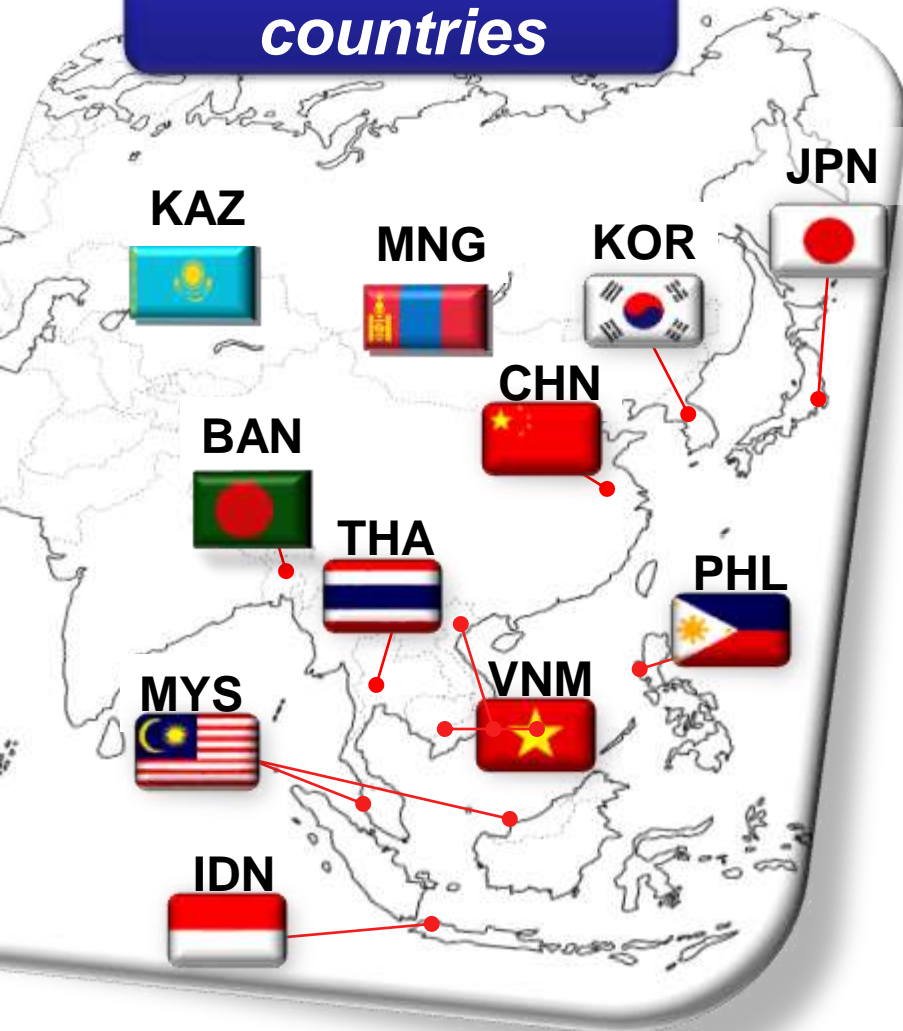 countries
JPN
KAZ
MNG
KOR
CHN
BAN
THA
PHL
VNM
MYS
IDN